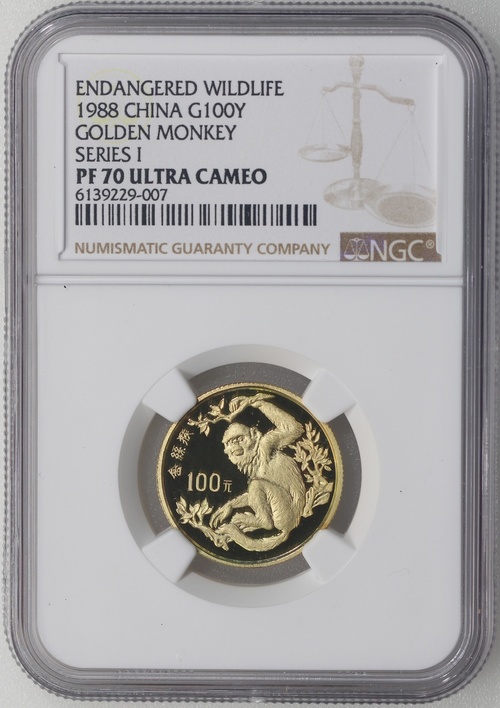 ENDANGERED WILDLIFE
1988 CHINA G100Y
GOLDEN MONKEY
SERIES I
PF 70 ULTRA CAMEO
6139229-007
NUMISMATIC GUARANTY COMPANY
NGC®
金絲猴
100元